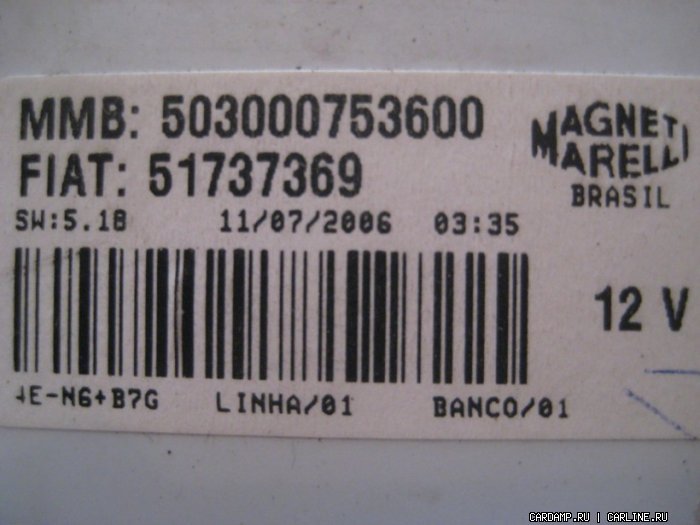 MMB: 503000753600
FIAT: 51737369
MAGNETI
MARELLI
BRASIL
SW:5.18 11/07/2006 03:35
12 V
4E-N6+B7G LINHA/01 BANCO/01
CARDAMP.RU | CARLINE.RU